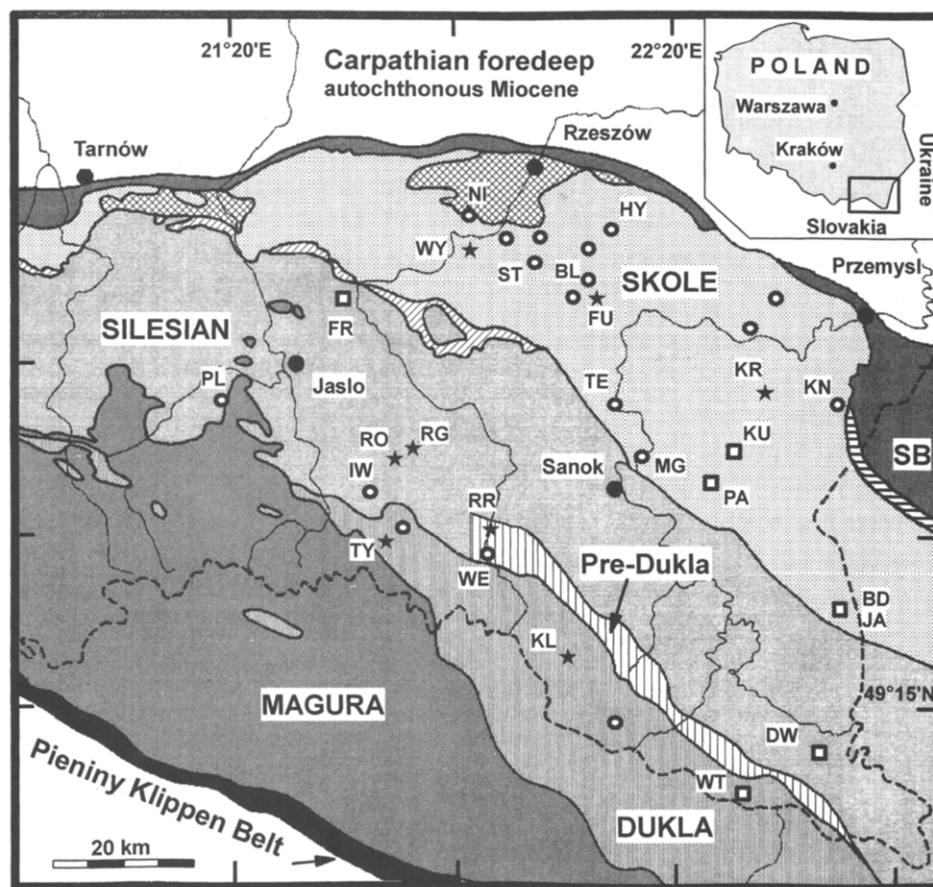 21°20'E
22°20'E
Carpathian foredeep
autochthonous Miocene
POLAND
Warszawa
Kraków
Ukraine
Slovakia
Tarnów
Rzeszów
Przemysl
NI
HY
WY
ST
BL
SKOLE
FU
SILESIAN
FR
PL
Jaslo
TE
KR
KN
RO
RG
KU
SB
IW
Sanok
MG
PA
RR
TY
WE
Pre-Dukla
BD
JA
KL
49°15'N
MAGURA
DW
WT
Pieniny Klippen Belt
DUKLA
20 km